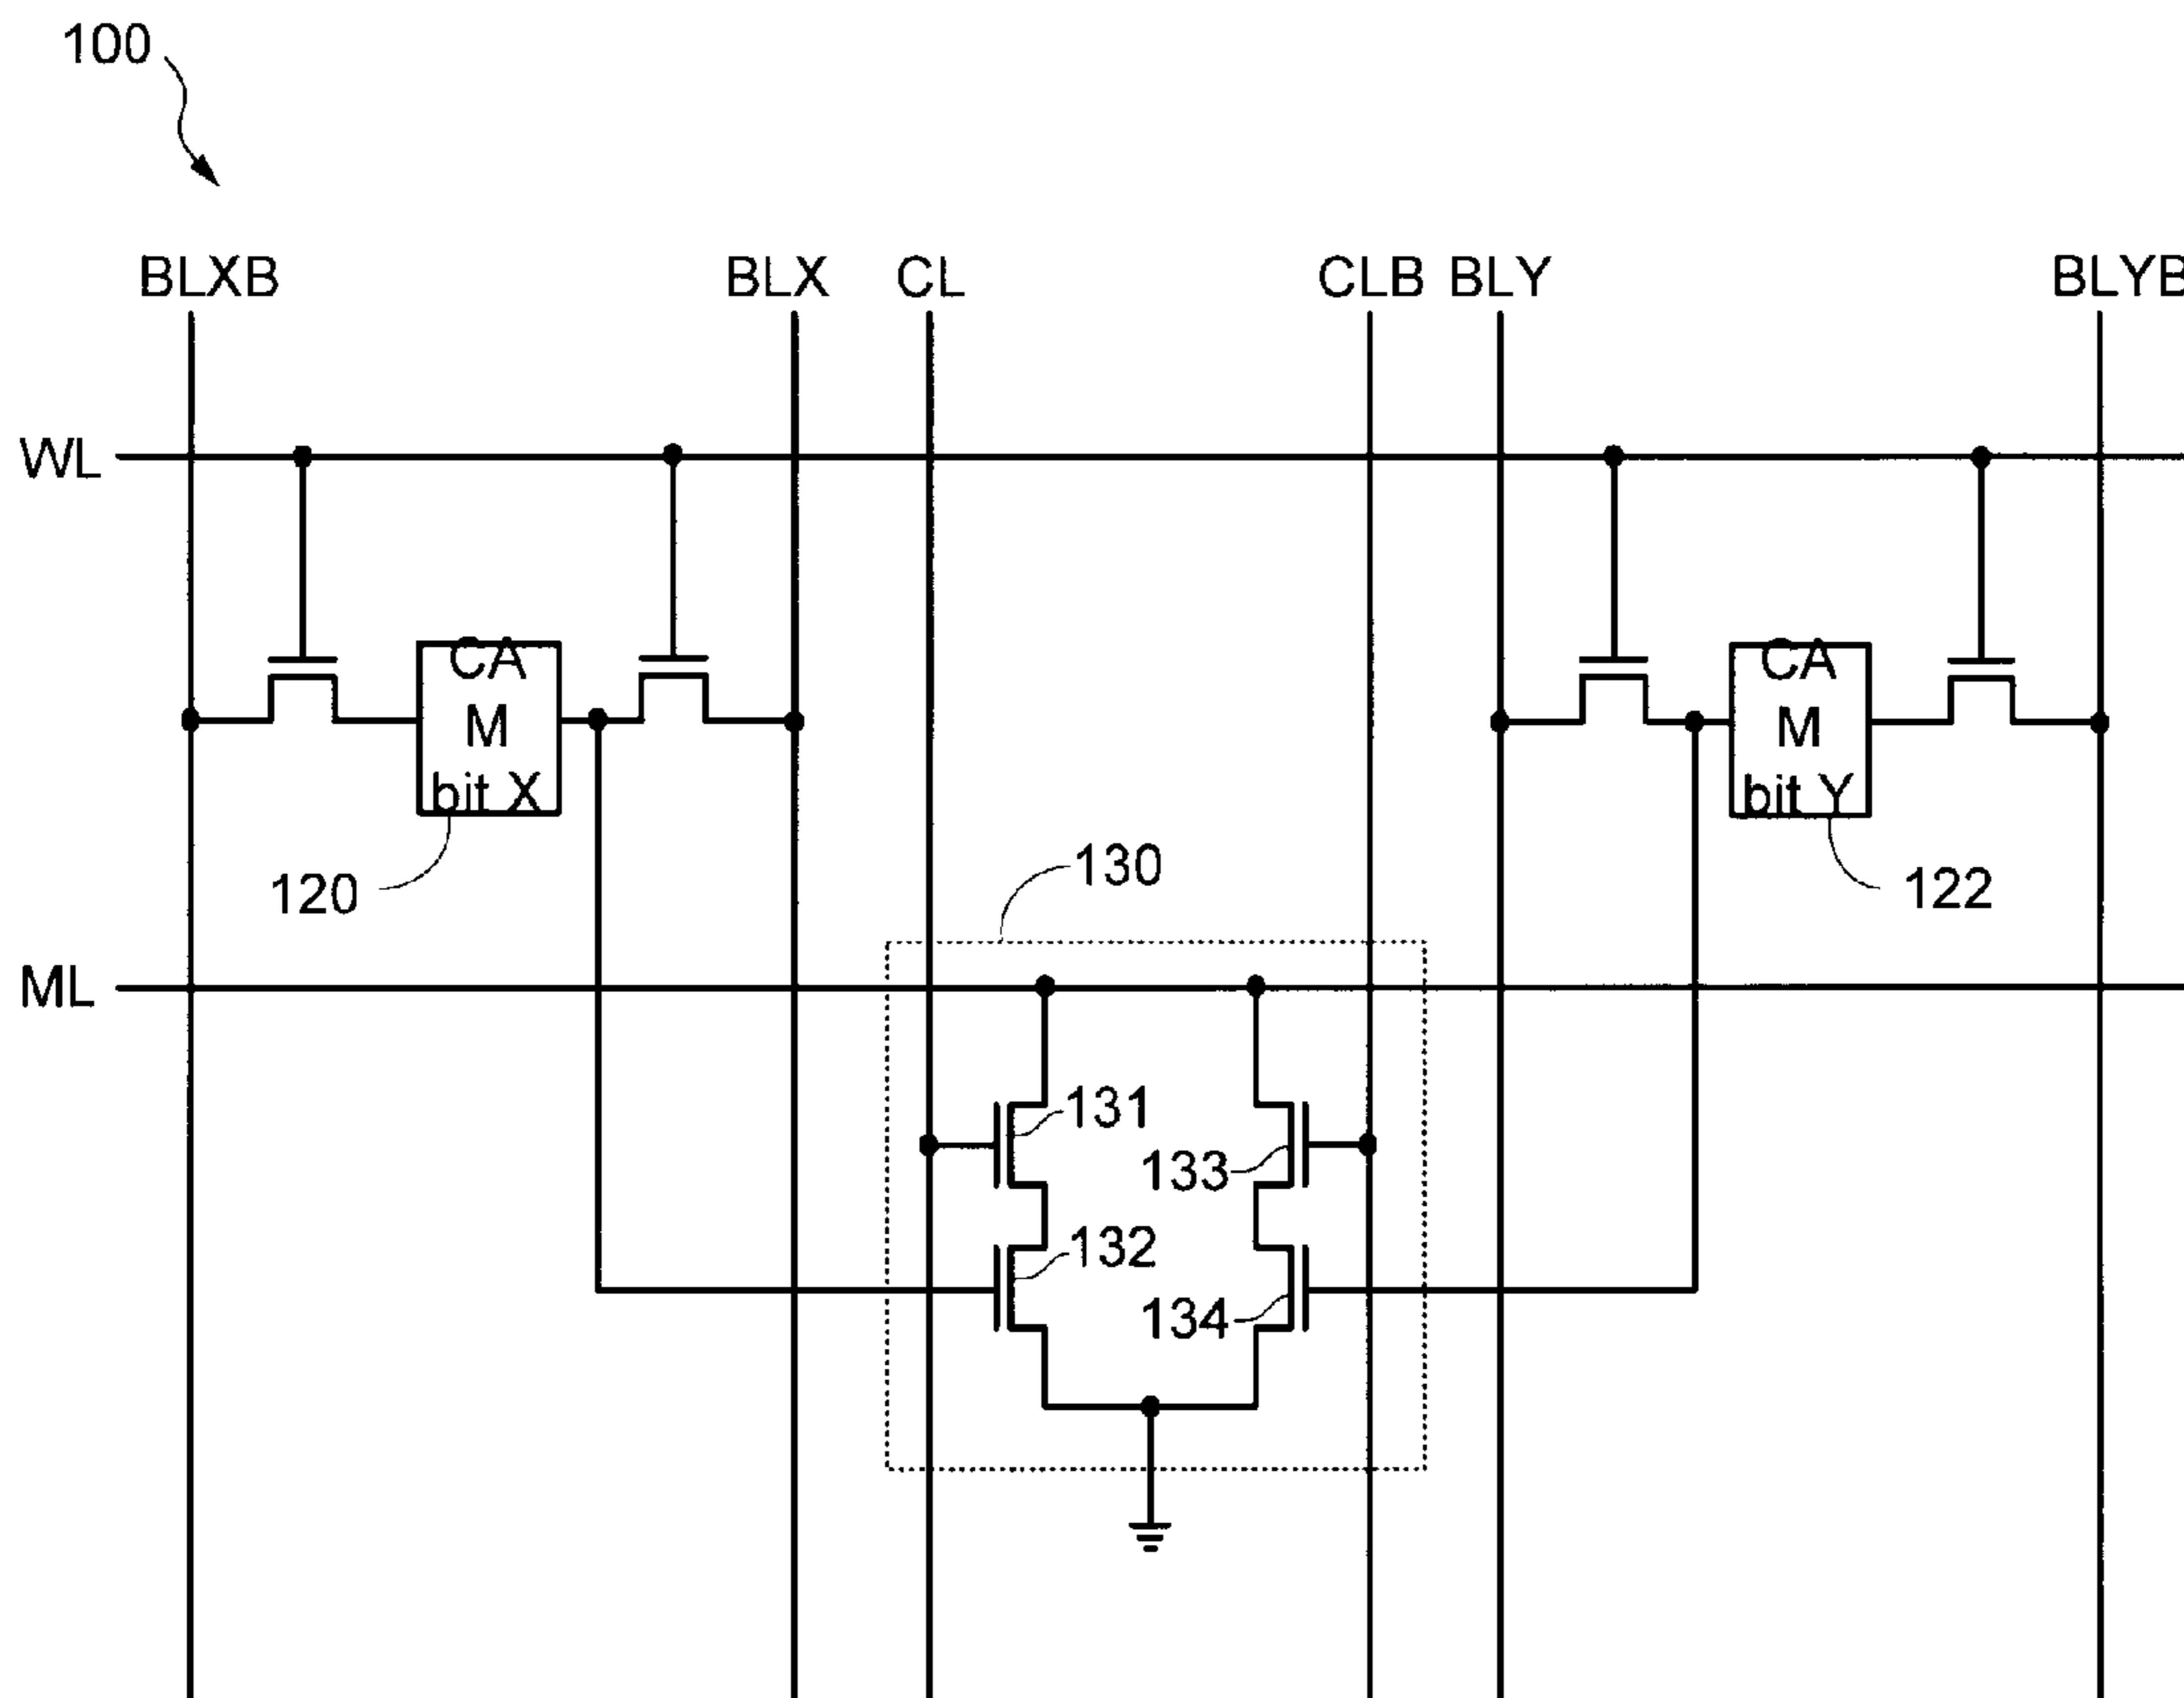 100
BLXB BLX CL CLB BLY BLYB
WL
CA
M
bit X
CA
M
bit Y
120
130
122
ML
131
133
132
134